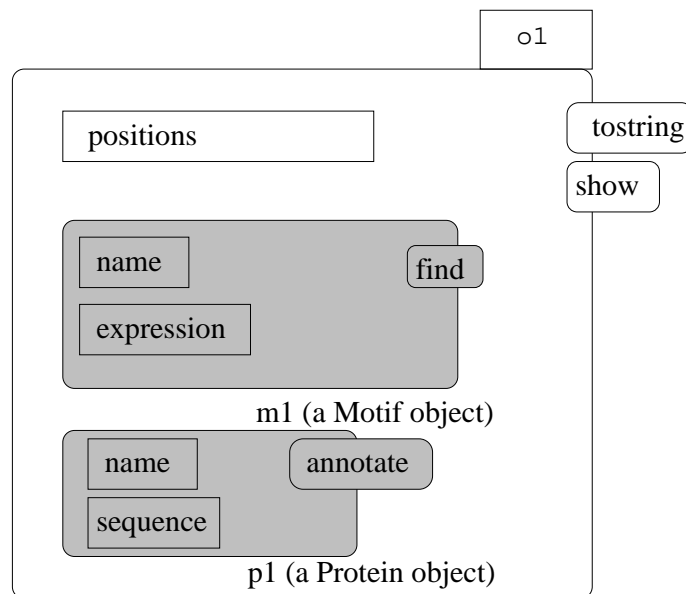 o1
positions
tostring
show
name
find
expression
m1 (a Motif object)
name
annotate
sequence
p1 (a Protein object)